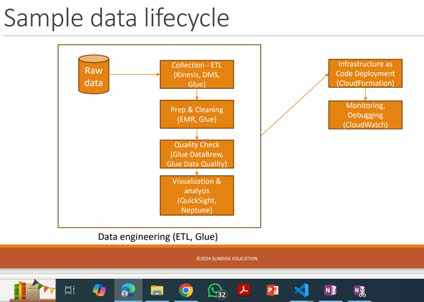 Sample data lifecycle
Raw
data
Collection - ETL
(Kinesis, DMS,
Glue)
Prep & Cleaning
(EMR, Glue)
Quality Check
(Glue DataBrew,
Glue Data Quality)
Visualization &
analysis
(QuickSight,
Neptune)
Data engineering (ETL, Glue)
Infrastructure as
Code Deployment
(CloudFormation)
Monitoring,
Debugging
(CloudWatch)
©2024 SUNDOG EDUCATION
32